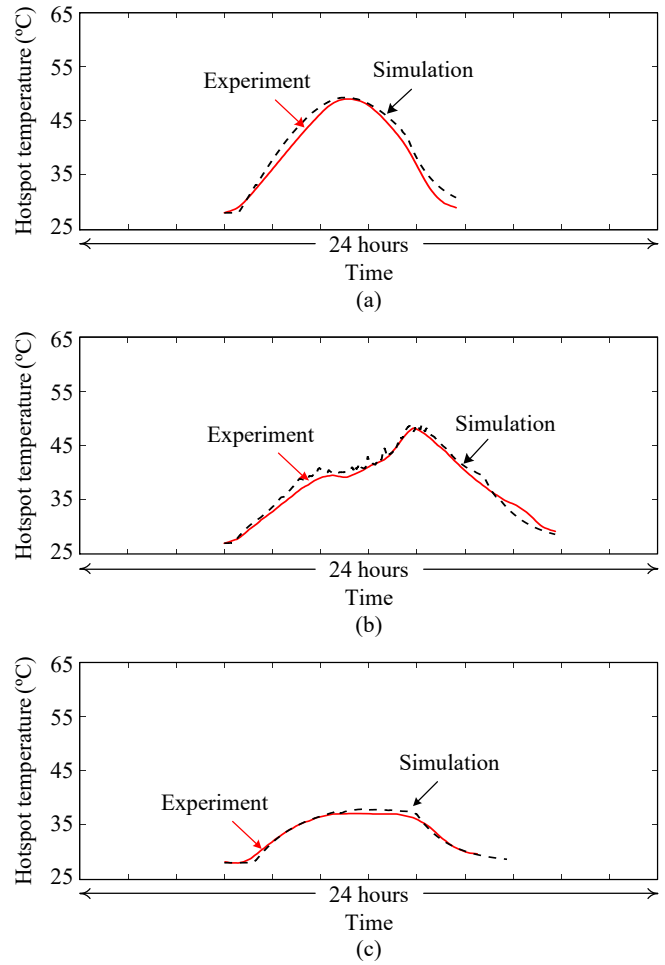 Hotspot temperature (ºC)
65
55
45
35
25
Experiment
Simulation
24 hours
Time
(a)
Hotspot temperature (ºC)
65
55
45
35
25
Experiment
Simulation
24 hours
Time
(b)
Hotspot temperature (ºC)
65
55
45
35
25
Experiment
Simulation
24 hours
Time
(c)